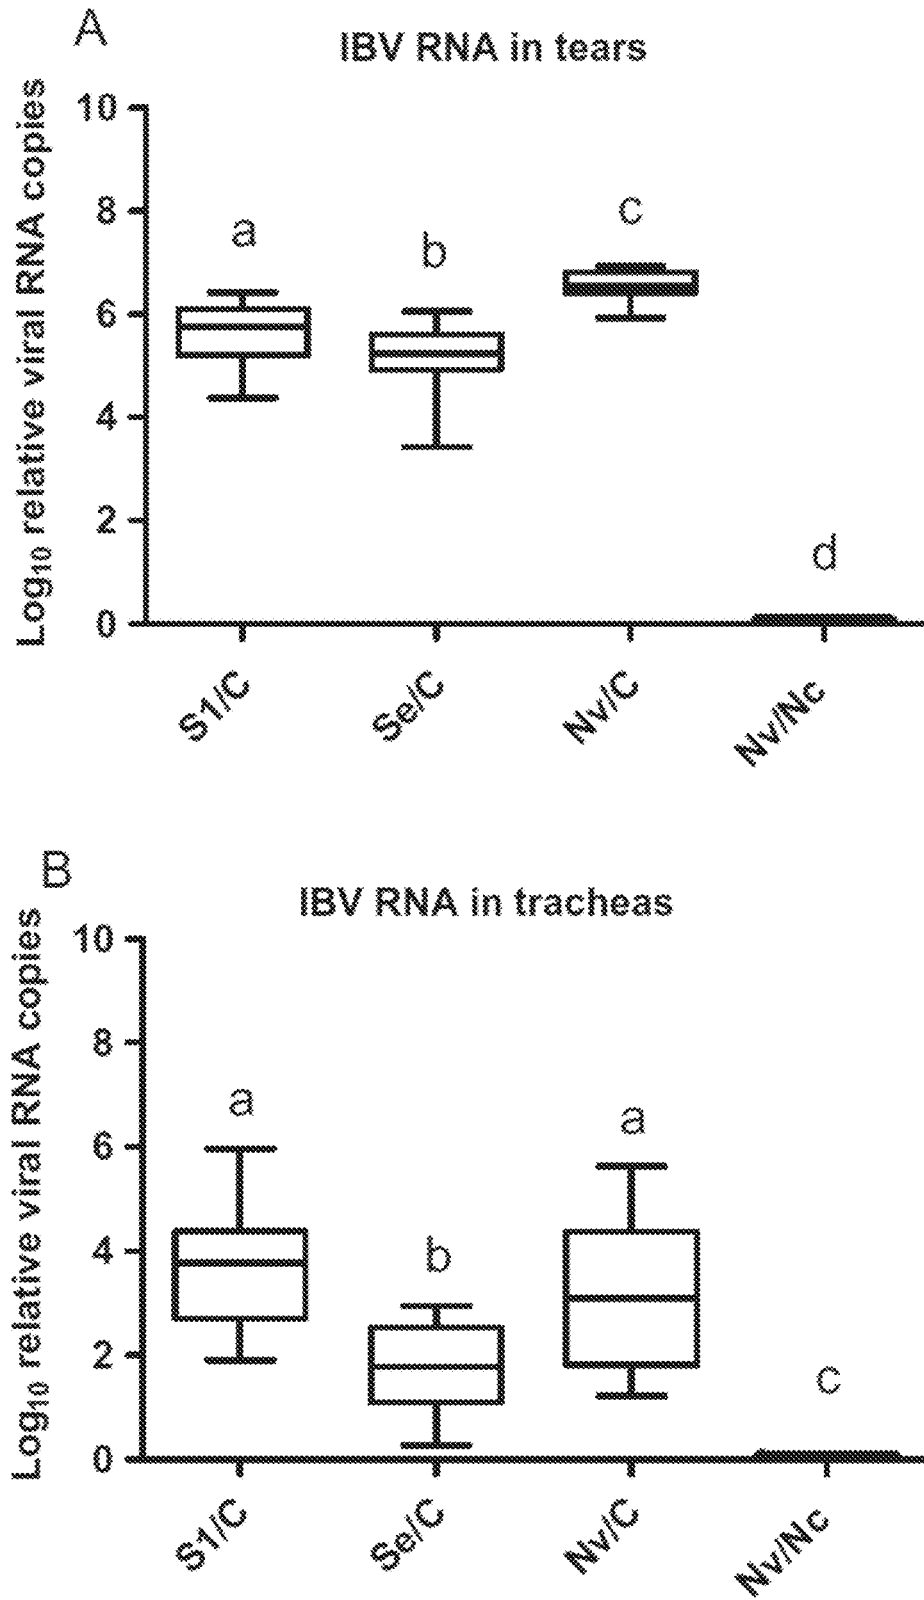 A
IBV RNA in tears
Log10 relative viral RNA copies
10
8
6
4
2
0
a
b
c
d
S1/C
Se/C
Nv/C
Nv/Nc
B
IBV RNA in tracheas
Log10 relative viral RNA copies
10
8
6
4
2
0
a
b
a
c
S1/C
Se/C
Nv/C
Nv/Nc